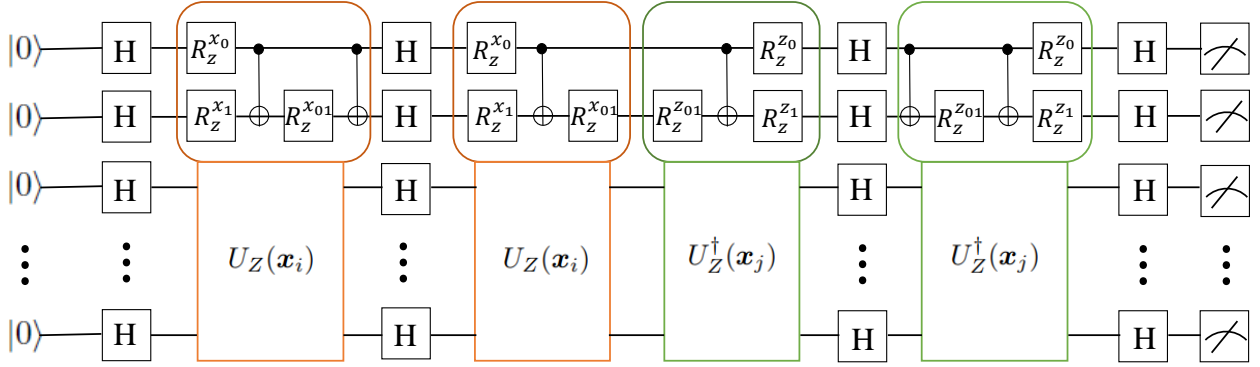 |0⟩ H R_z^{x_0} H R_z^{x_0} R_z^{z_0} H R_z^{z_0} H
|0⟩ H R_z^{x_1} R_z^{x_{01}} H R_z^{x_1} R_z^{x_{01}} R_z^{z_{01}} R_z^{z_1} H R_z^{z_{01}} R_z^{z_1} H
|0⟩ H H H H
U_Z(x_i) U_Z(x_i) U_Z^†(x_j) U_Z^†(x_j)
|0⟩ H H H H